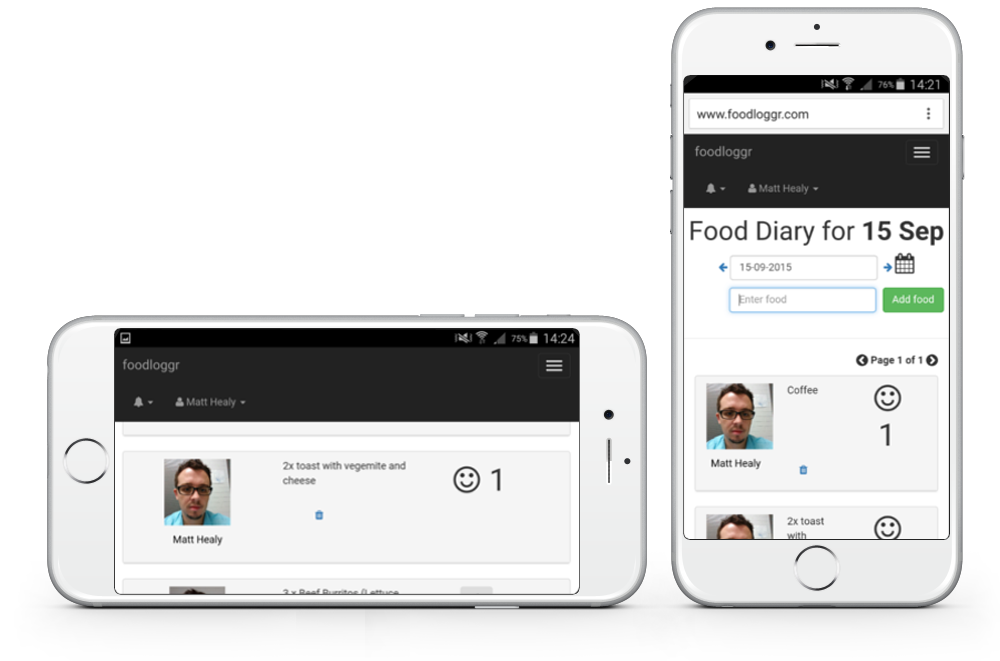 75% 14:24
foodloggr
Matt Healy
2x toast with vegemite and
cheese
1
Matt Healy
3 x Beef Burritos (Lettuce
76% 14:21
www.foodloggr.com
foodloggr
Matt Healy
Food Diary for 15 Sep
15-09-2015
Enter food
Add food
Page 1 of 1
Coffee
1
Matt Healy
2x toast
with